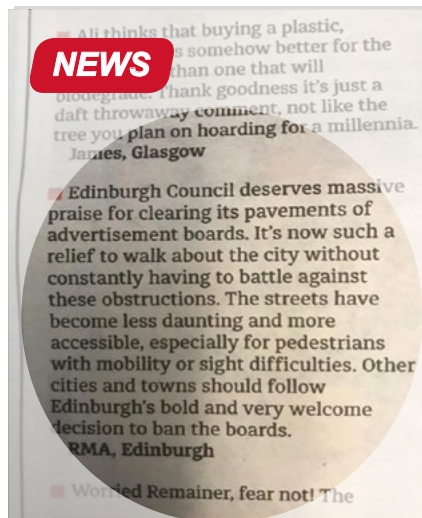 Ali thinks that buying a plastic,
NEWS
s somehow better for the
than one that will
biodegrade. Thank goodness it's just a
daft throwaway comment, not like the
tree you plan on hoarding for a millennia.
James, Glasgow
Edinburgh Council deserves massive
praise for clearing its pavements of
advertisement boards. It's now such a
relief to walk about the city without
constantly having to battle against
these obstructions. The streets have
become less daunting and more
accessible, especially for pedestrians
with mobility or sight difficulties. Other
cities and towns should follow
Edinburgh's bold and very welcome
decision to ban the boards.
RMA, Edinburgh
Worried Remainer, fear not! The